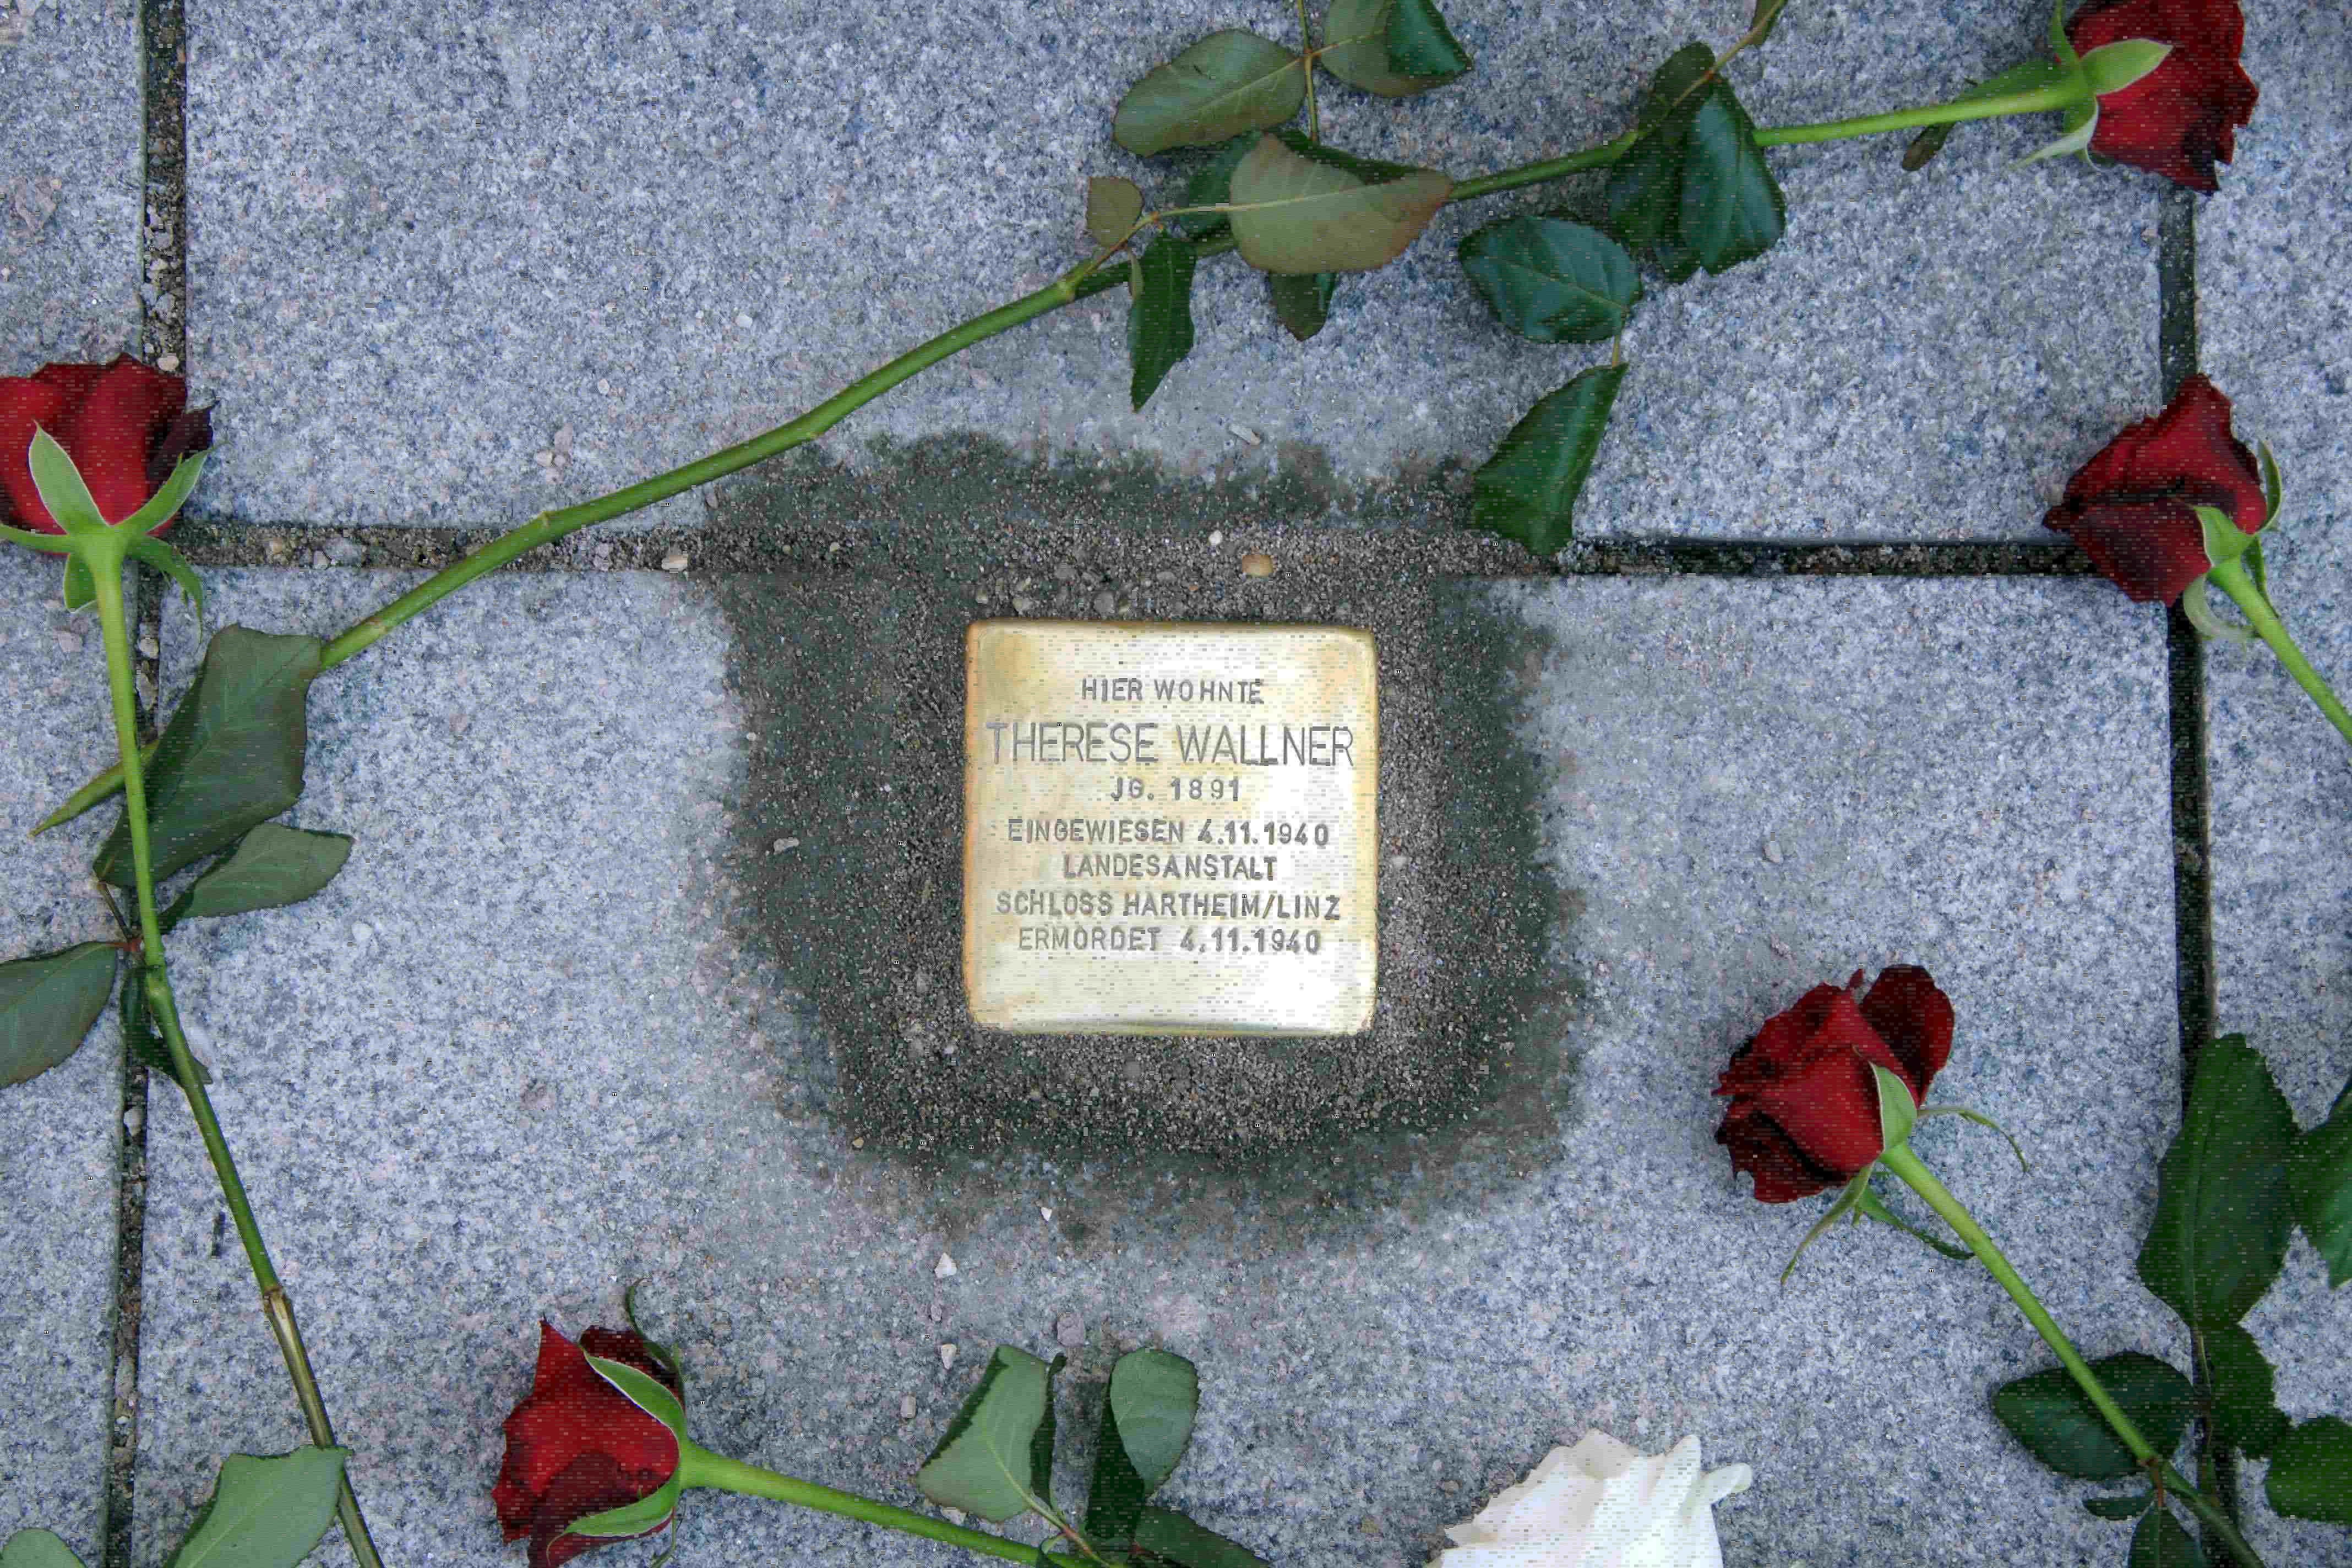 HIER WOHNTE
THERESE WALLNER
JG. 1891
EINGEWIESEN 4.11.1940
LANDESANSTALT
SCHLOSS HARTHEIM/LINZ
ERMORDET 4.11.1940